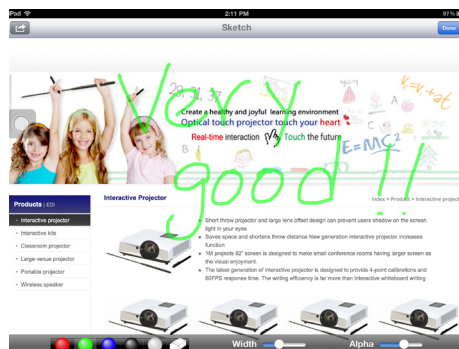 iPad 2:11 PM 97%
Sketch
Done
29, 31, 37
Very
good!!
yum
A
B
C
E=MC²
Create a healthy and joyful learning environment
Optical touch projector touch your heart
Real-time interaction Touch the future
Products | EDI
Interactive Projector
Index > Product > Interactive project
• Interactive projector
• Interactive kits
• Classroom projector
• Large venue projector
• Portable projector
• Wireless speaker
• Short throw projector and large lens offset design can prevent users shadow on the screen
light in your eyes
• Saves space and shortens throw distance New generation interactive projector increases
function
• 1M projects 82" screen is designed to make small conference rooms having larger screen as
the visual enjoyment.
• The latest generation of interactive projector is designed to provide 4-point calibrations and
60FPS response time. The writing efficiency is far more than interactive whiteboard writing
Width
Alpha